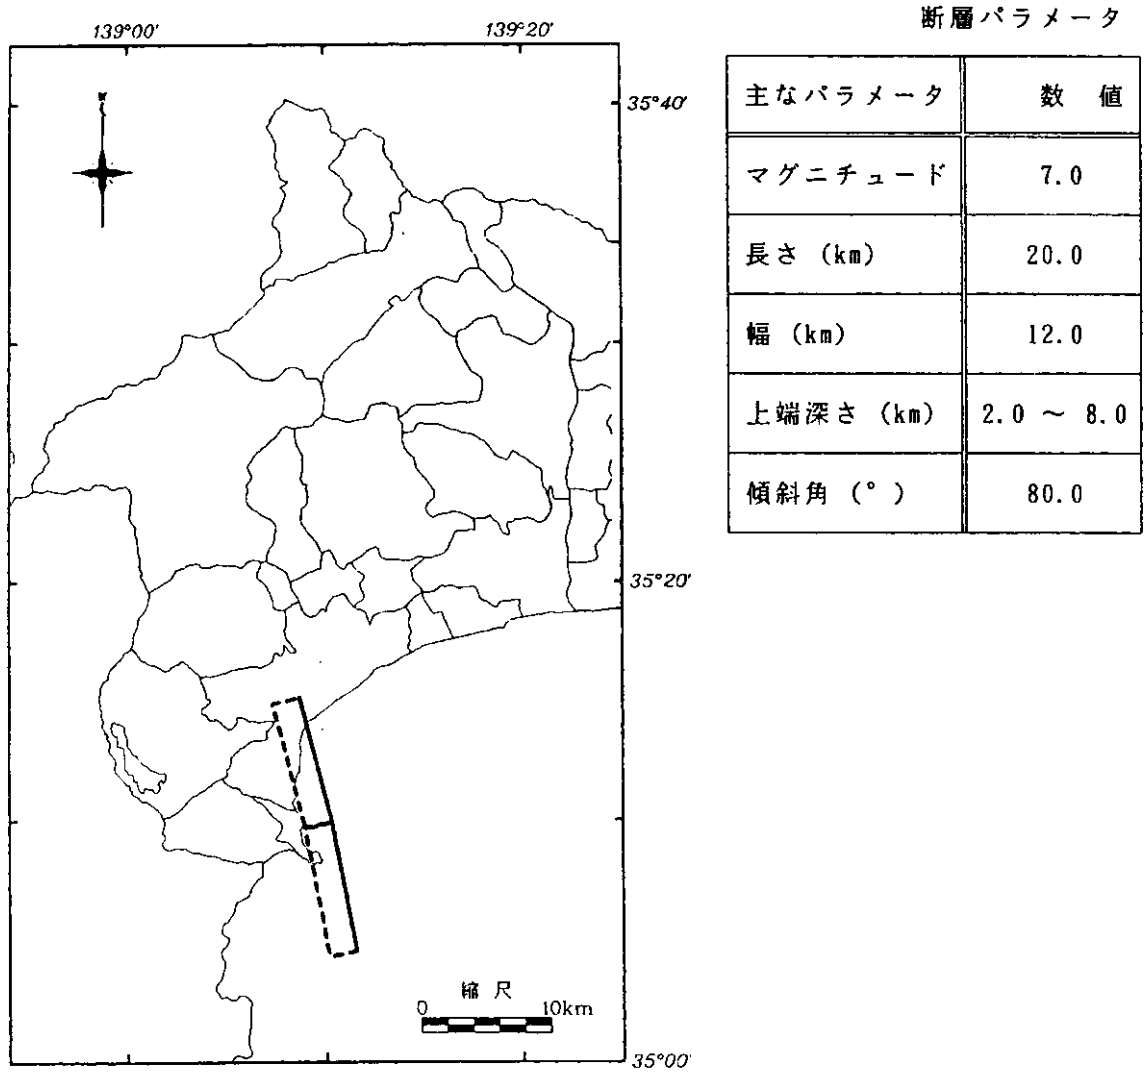 断層パラメータ
139°00′ 139°20′
35°40′
35°20′
35°00′
N
縮尺
0 10km
主なパラメータ 数 値
マグニチュード 7.0
長さ (km) 20.0
幅 (km) 12.0
上端深さ (km) 2.0 ～ 8.0
傾斜角 (° ) 80.0